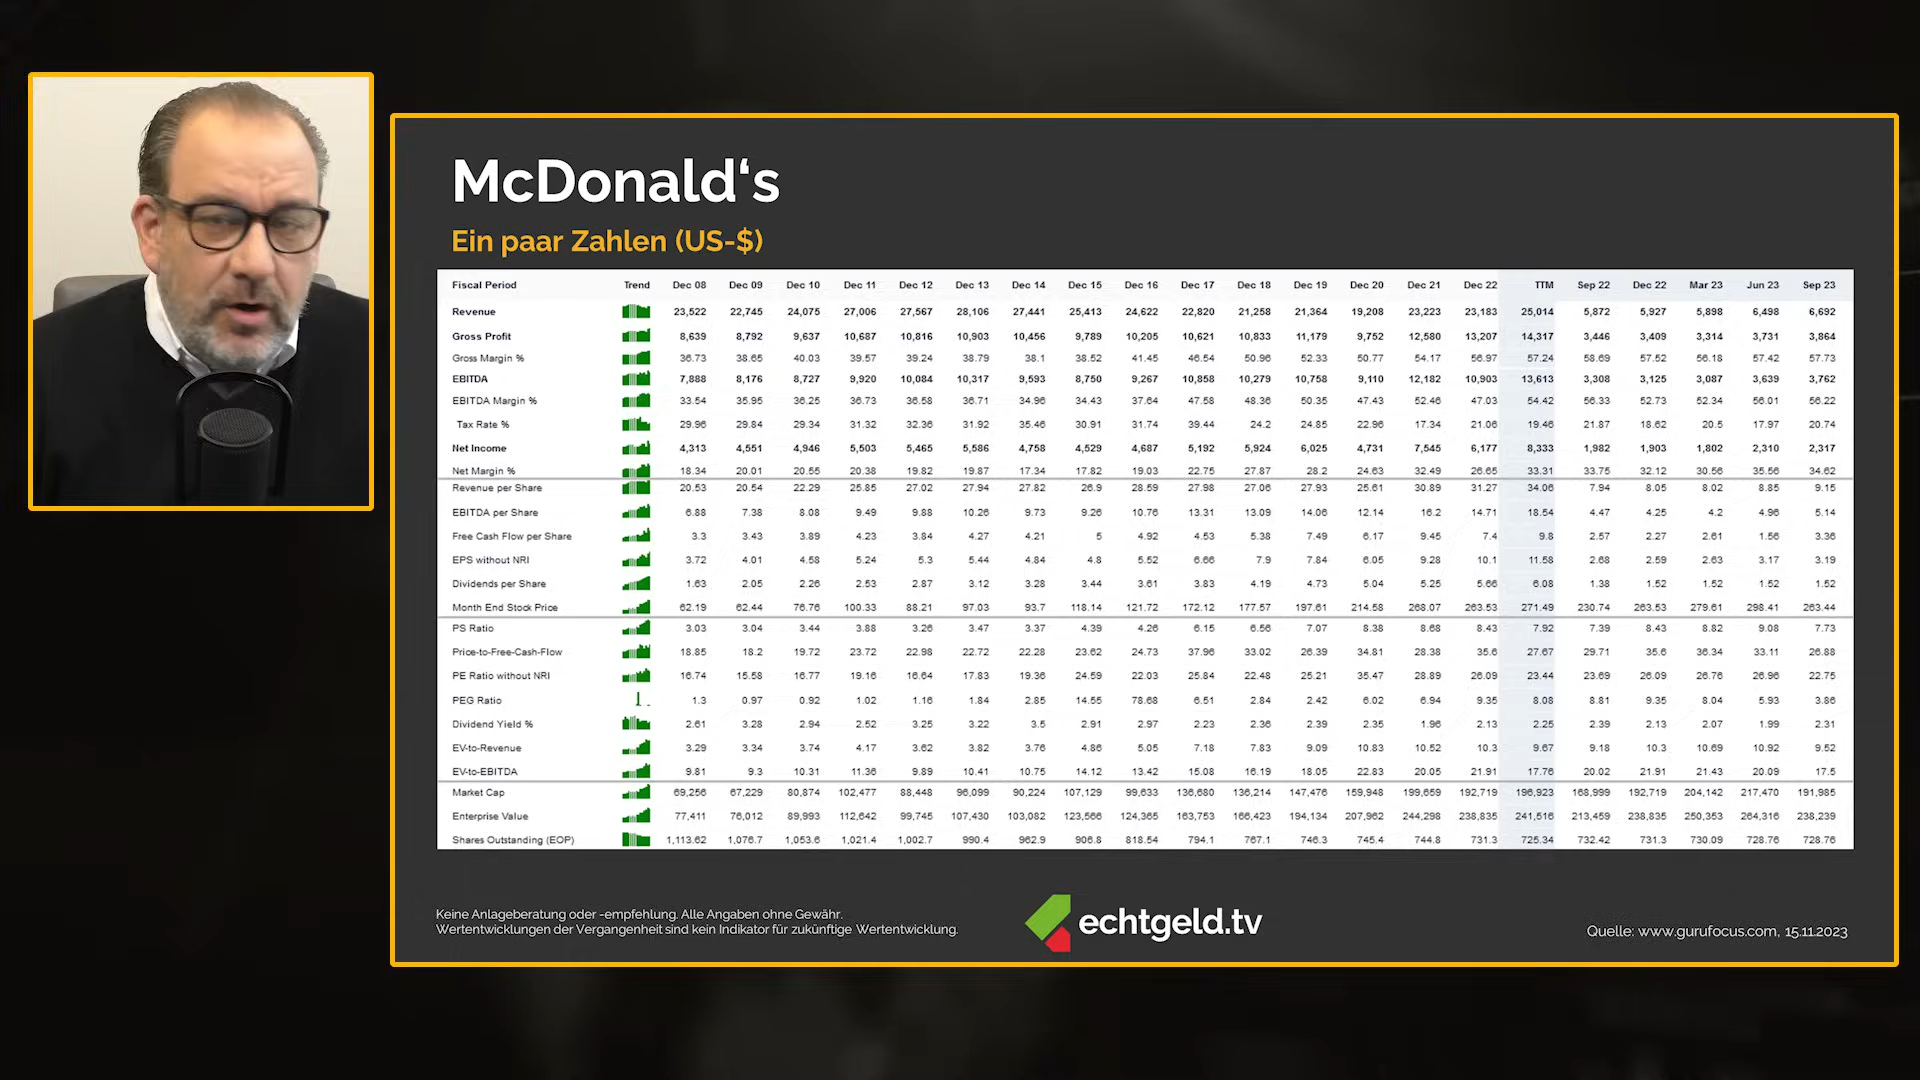 McDonald‘s
Ein paar Zahlen (US-$)
Fiscal Period Trend Dec 08 Dec 09 Dec 10 Dec 11 Dec 12 Dec 13 Dec 14 Dec 15 Dec 16 Dec 17 Dec 18 Dec 19 Dec 20 Dec 21 Dec 22 TTM Sep 22 Dec 22 Mar 23 Jun 23 Sep 23
Revenue 23,522 22,745 24,075 27,006 27,567 28,106 27,441 25,413 24,622 22,820 21,258 21,364 19,208 23,223 23,183 25,014 5,872 5,927 5,898 6,498 6,692
Gross Profit 8,639 8,792 9,637 10,687 10,816 10,903 10,456 9,789 10,205 10,621 10,833 11,179 9,752 12,580 13,207 14,317 3,446 3,409 3,314 3,731 3,864
Gross Margin % 36.73 38.65 40.03 39.57 39.24 38.79 38.1 38.52 41.45 46.54 50.96 52.33 50.77 54.17 56.97 57.24 58.69 57.52 56.18 57.42 57.73
EBITDA 7,888 8,176 8,727 9,920 10,084 10,317 9,593 8,750 9,267 10,858 10,279 10,758 9,110 12,182 10,903 13,613 3,308 3,125 3,087 3,639 3,762
EBITDA Margin % 33.54 35.95 36.25 36.73 36.58 36.71 34.96 34.43 37.64 47.58 48.36 50.35 47.43 52.46 47.03 54.42 56.33 52.73 52.34 56.01 56.22
Tax Rate % 29.96 29.84 29.34 31.32 32.36 31.92 35.46 30.91 31.74 39.44 24.2 24.85 22.96 17.34 21.06 19.46 21.87 18.62 20.5 17.97 20.74
Net Income 4,313 4,551 4,946 5,503 5,465 5,586 4,758 4,529 4,687 5,192 5,924 6,025 4,731 7,545 6,177 8,333 1,982 1,903 1,802 2,310 2,317
Net Margin % 18.34 20.01 20.55 20.38 19.82 19.87 17.34 17.82 19.03 22.75 27.87 28.2 24.63 32.49 26.65 33.31 33.75 32.12 30.56 35.56 34.62
Revenue per Share 20.53 20.54 22.29 25.85 27.02 27.94 27.82 26.9 28.59 27.98 27.06 27.93 25.61 30.89 31.27 34.06 7.94 8.05 8.02 8.85 9.15
EBITDA per Share 6.88 7.38 8.08 9.49 9.88 10.26 9.73 9.26 10.76 13.31 13.09 14.06 12.14 16.2 14.71 18.54 4.47 4.25 4.2 4.96 5.14
Free Cash Flow per Share 3.3 3.43 3.89 4.23 3.84 4.27 4.21 5 4.92 4.53 5.38 7.49 6.17 9.45 7.4 9.8 2.57 2.27 2.61 1.56 3.36
EPS without NRI 3.72 4.01 4.58 5.24 5.3 5.44 4.84 4.8 5.52 6.66 7.9 7.84 6.05 9.28 10.1 11.58 2.68 2.59 2.63 3.17 3.19
Dividends per Share 1.63 2.05 2.26 2.53 2.87 3.12 3.28 3.44 3.61 3.83 4.19 4.73 5.04 5.25 5.66 6.08 1.38 1.52 1.52 1.52 1.52
Month End Stock Price 62.19 62.44 76.76 100.33 88.21 97.03 93.7 118.14 121.72 172.12 177.57 197.61 214.58 268.07 263.53 271.49 230.74 263.53 279.61 298.41 263.44
PS Ratio 3.03 3.04 3.44 3.88 3.26 3.47 3.37 4.39 4.26 6.15 6.56 7.07 8.38 8.68 8.43 7.92 7.39 8.43 8.82 9.08 7.73
Price-to-Free-Cash-Flow 18.85 18.2 19.72 23.72 22.98 22.72 22.28 23.62 24.73 37.96 33.02 26.39 34.81 28.38 35.6 27.67 29.71 35.6 36.34 33.11 26.88
PE Ratio without NRI 16.74 15.58 16.77 19.16 16.64 17.83 19.36 24.59 22.03 25.84 22.48 25.21 35.47 28.89 26.09 23.44 23.69 26.09 26.76 26.96 22.75
PEG Ratio 1.3 0.97 0.92 1.02 1.16 1.84 2.85 14.55 78.68 6.51 2.84 2.42 6.02 6.94 9.35 8.08 8.81 9.35 8.04 5.93 3.86
Dividend Yield % 2.61 3.28 2.94 2.52 3.25 3.22 3.5 2.91 2.97 2.23 2.36 2.39 2.35 1.96 2.13 2.25 2.39 2.13 2.07 1.99 2.31
EV-to-Revenue 3.29 3.34 3.74 4.17 3.62 3.82 3.76 4.86 5.05 7.18 7.83 9.09 10.83 10.52 10.3 9.67 9.18 10.3 10.69 10.92 9.52
EV-to-EBITDA 9.81 9.3 10.31 11.36 9.89 10.41 10.75 14.12 13.42 15.08 16.19 18.05 22.83 20.05 21.91 17.76 20.02 21.91 21.43 20.09 17.5
Market Cap 69,256 67,229 80,874 102,477 88,448 96,099 90,224 107,129 99,633 136,680 136,214 147,476 159,948 199,659 192,719 196,923 168,999 192,719 204,142 217,470 191,985
Enterprise Value 77,411 76,012 89,993 112,642 99,745 107,430 103,082 123,566 124,365 163,753 166,423 194,134 207,962 244,298 238,835 241,516 213,459 238,835 250,353 264,316 238,239
Shares Outstanding (EOP) 1,113.62 1,076.7 1,053.6 1,021.4 1,002.7 990.4 962.9 906.8 818.54 794.1 767.1 746.3 745.4 744.8 731.3 725.34 732.42 731.3 730.09 728.76 728.76
Keine Anlageberatung oder -empfehlung. Alle Angaben ohne Gewähr.
Wertentwicklungen der Vergangenheit sind kein Indikator für zukünftige Wertentwicklung.
echtgeld.tv
Quelle: www.gurufocus.com, 15.11.2023